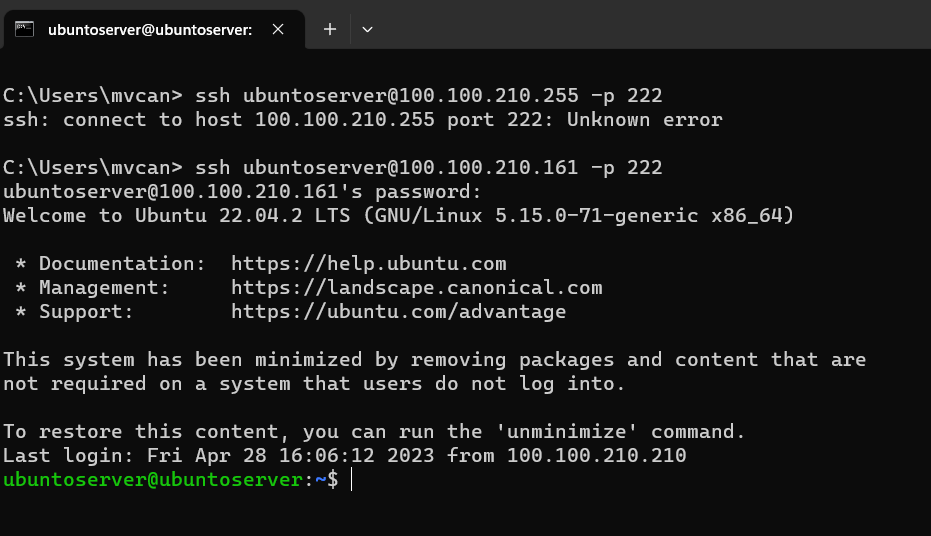 ubuntoserver@ubuntoserver:
C:\Users\mvcan> ssh ubuntoserver@100.100.210.255 -p 222
ssh: connect to host 100.100.210.255 port 222: Unknown error
C:\Users\mvcan> ssh ubuntoserver@100.100.210.161 -p 222
ubuntoserver@100.100.210.161's password:
Welcome to Ubuntu 22.04.2 LTS (GNU/Linux 5.15.0-71-generic x86_64)
* Documentation:  https://help.ubuntu.com
* Management:     https://landscape.canonical.com
* Support:        https://ubuntu.com/advantage
This system has been minimized by removing packages and content that are
not required on a system that users do not log into.
To restore this content, you can run the 'unminimize' command.
Last login: Fri Apr 28 16:06:12 2023 from 100.100.210.210
ubuntoserver@ubuntoserver:~$